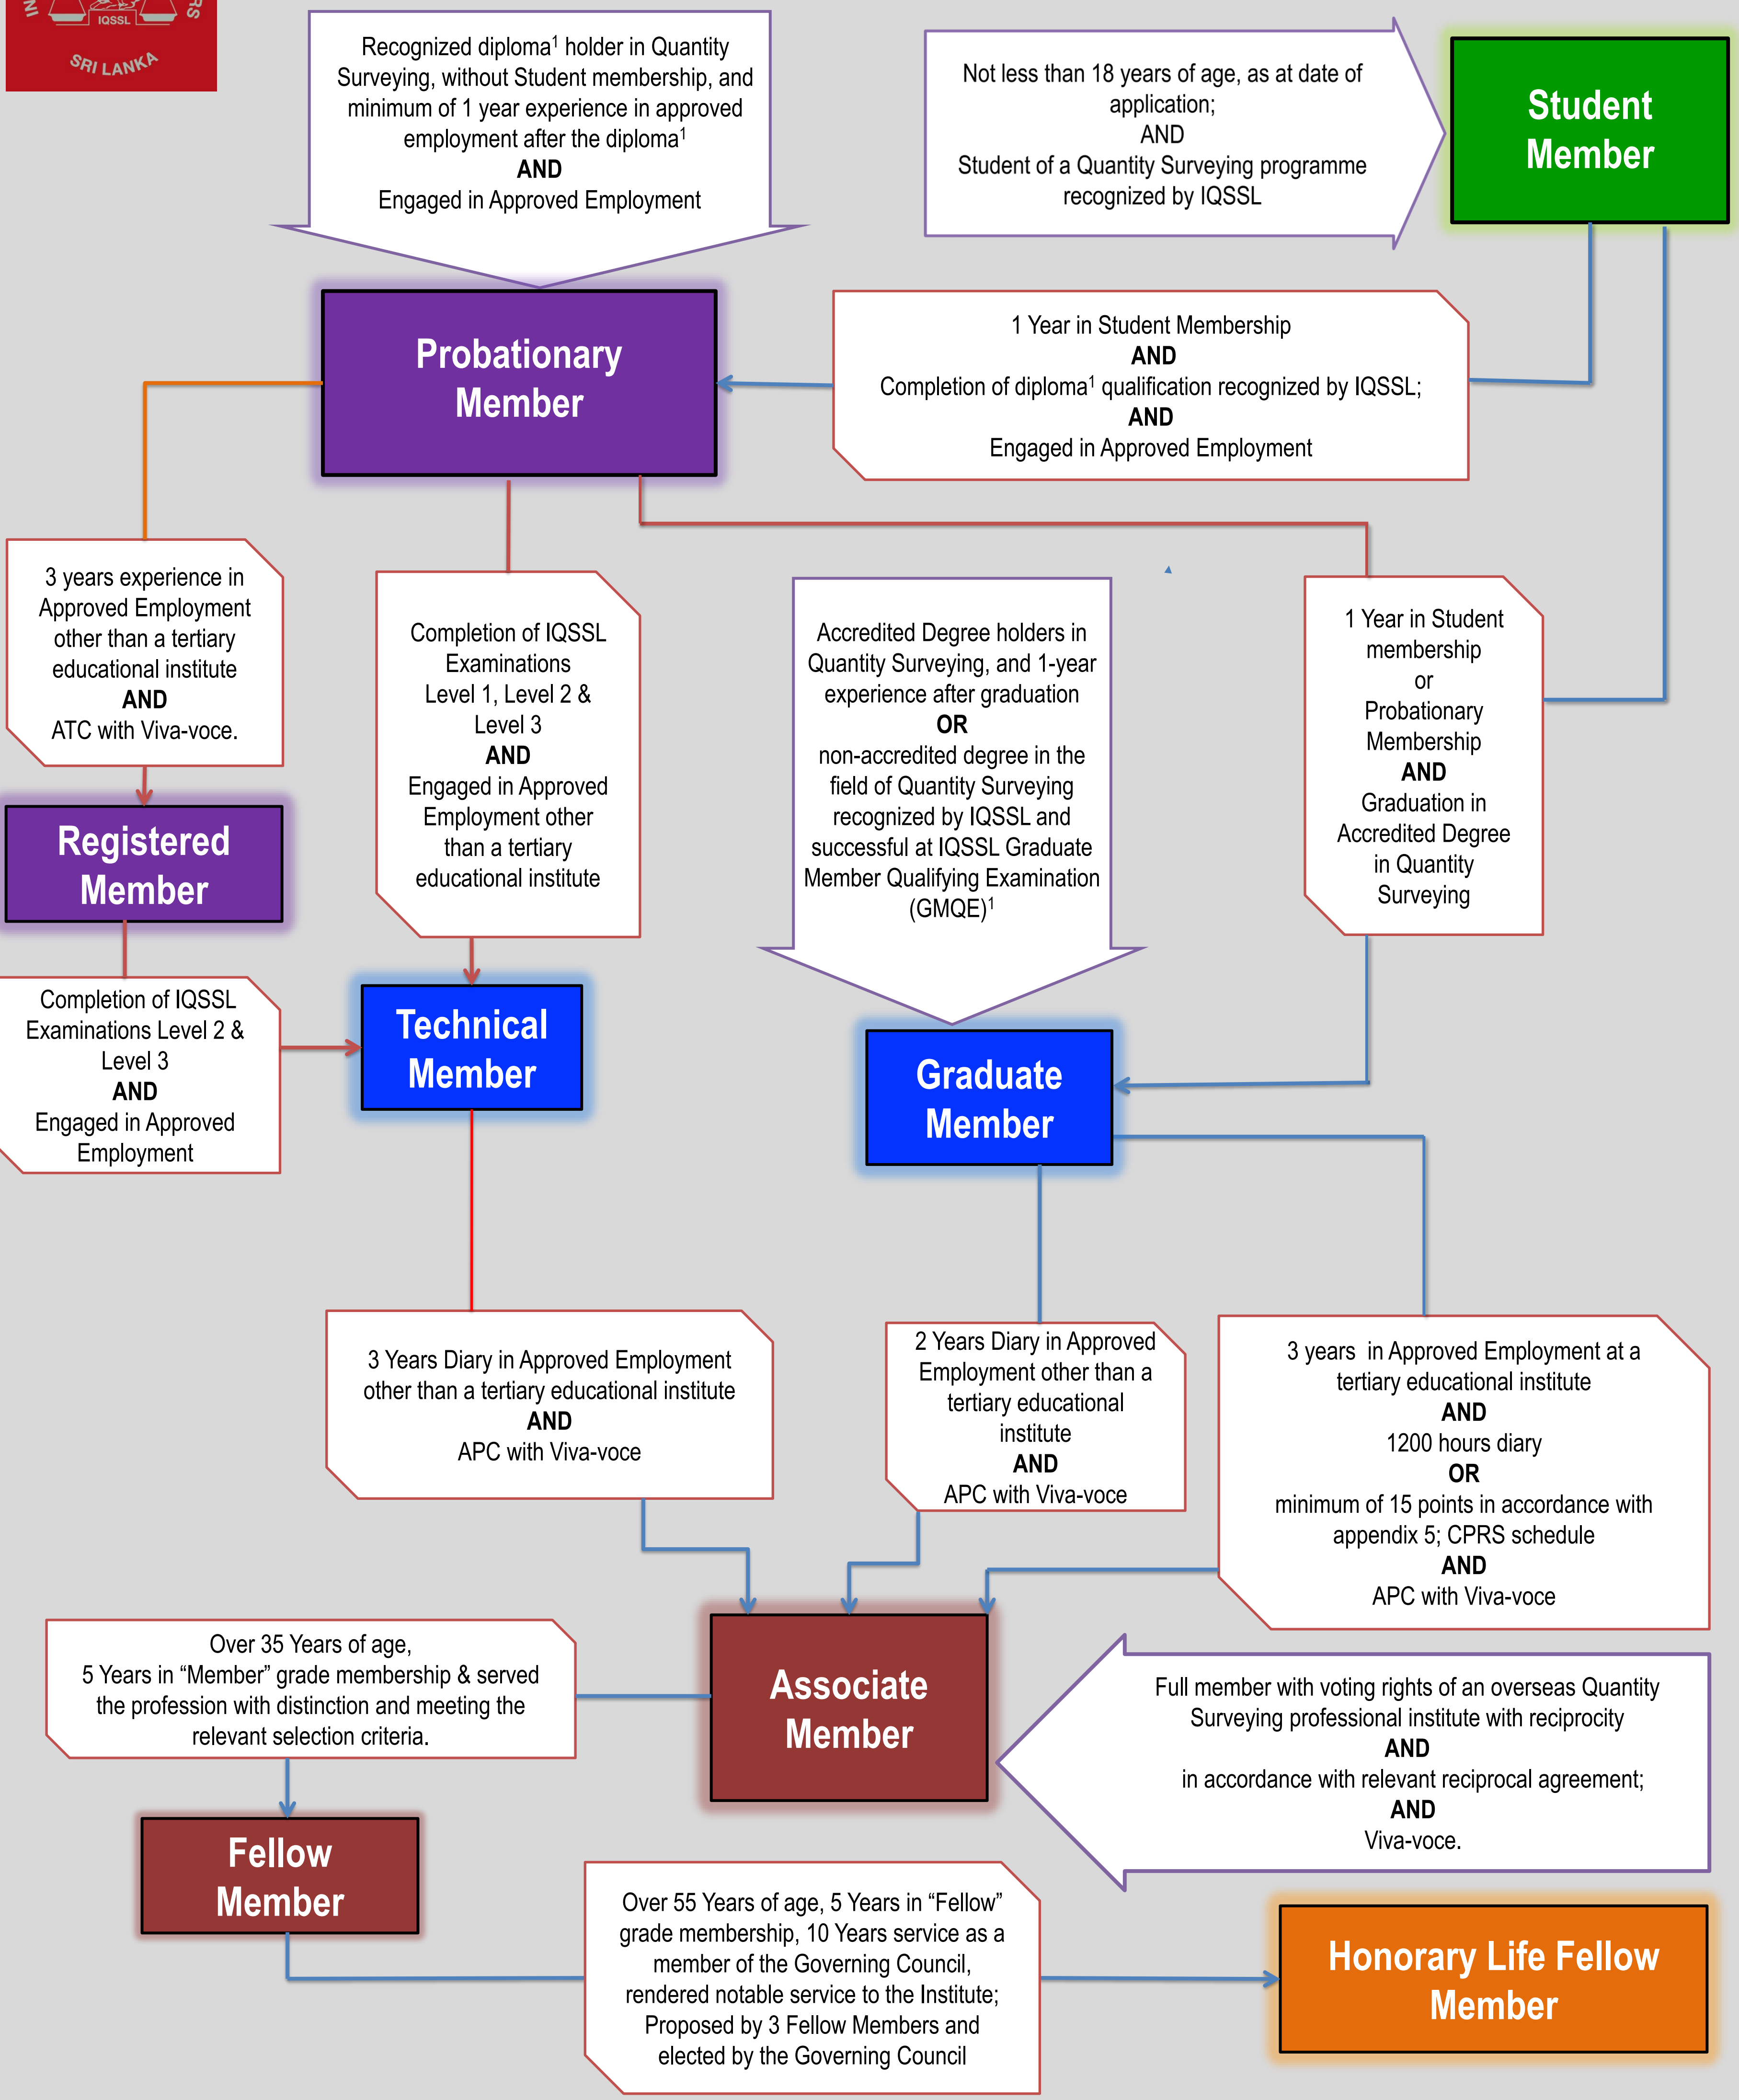 IN
IQSSL
RS
SRI LANKA
Recognized diploma1 holder in Quantity
Surveying, without Student membership, and
minimum of 1 year experience in approved
employment after the diploma1
AND
Engaged in Approved Employment
Not less than 18 years of age, as at date of
application;
AND
Student of a Quantity Surveying programme
recognized by IQSSL
Student
Member
Probationary
Member
1 Year in Student Membership
AND
Completion of diploma1 qualification recognized by IQSSL;
AND
Engaged in Approved Employment
3 years experience in
Approved Employment
other than a tertiary
educational institute
AND
ATC with Viva-voce.
Completion of IQSSL
Examinations
Level 1, Level 2 &
Level 3
AND
Engaged in Approved
Employment other
than a tertiary
educational institute
Accredited Degree holders in
Quantity Surveying, and 1-year
experience after graduation
OR
non-accredited degree in the
field of Quantity Surveying
recognized by IQSSL and
successful at IQSSL Graduate
Member Qualifying Examination
(GMQE)1
1 Year in Student
membership
or
Probationary
Membership
AND
Graduation in
Accredited Degree
in Quantity
Surveying
Registered
Member
Completion of IQSSL
Examinations Level 2 &
Level 3
AND
Engaged in Approved
Employment
Technical
Member
Graduate
Member
3 Years Diary in Approved Employment
other than a tertiary educational institute
AND
APC with Viva-voce
2 Years Diary in Approved
Employment other than a
tertiary educational
institute
AND
APC with Viva-voce
3 years  in Approved Employment at a
tertiary educational institute
AND
1200 hours diary
OR
minimum of 15 points in accordance with
appendix 5; CPRS schedule
AND
APC with Viva-voce
Over 35 Years of age,
5 Years in “Member” grade membership & served
the profession with distinction and meeting the
relevant selection criteria.
Associate
Member
Full member with voting rights of an overseas Quantity
Surveying professional institute with reciprocity
AND
in accordance with relevant reciprocal agreement;
AND
Viva-voce.
Fellow
Member
Over 55 Years of age, 5 Years in “Fellow”
grade membership, 10 Years service as a
member of the Governing Council,
rendered notable service to the Institute;
Proposed by 3 Fellow Members and
elected by the Governing Council
Honorary Life Fellow
Member